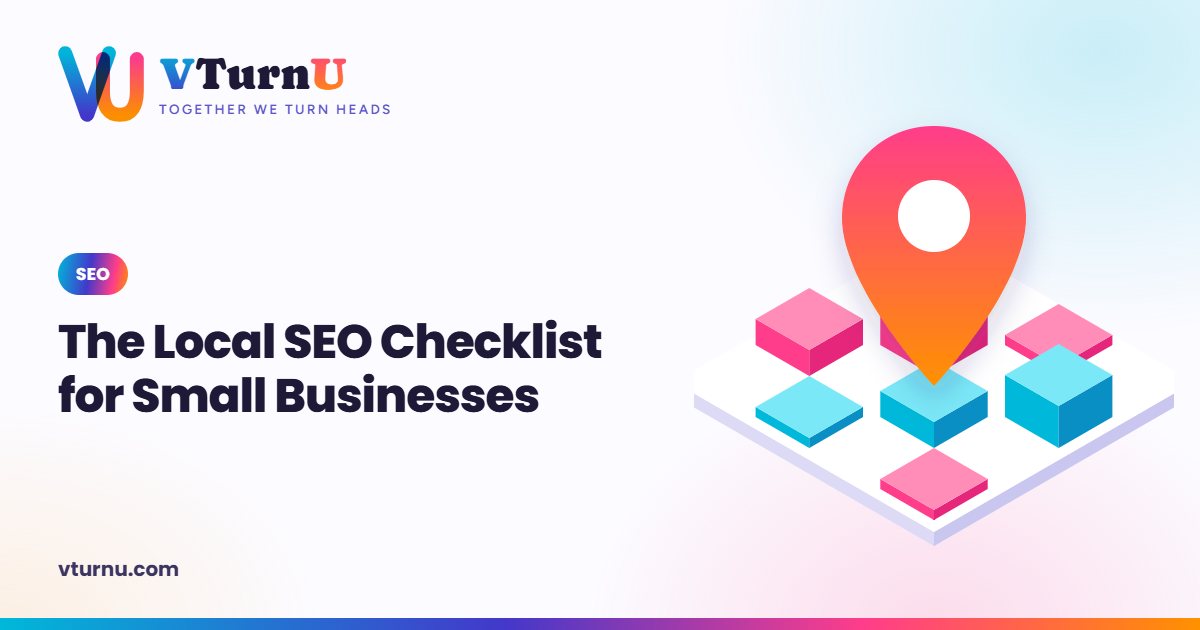 VTurnU
TOGETHER WE TURN HEADS
SEO
The Local SEO Checklist
for Small Businesses
vturnu.com